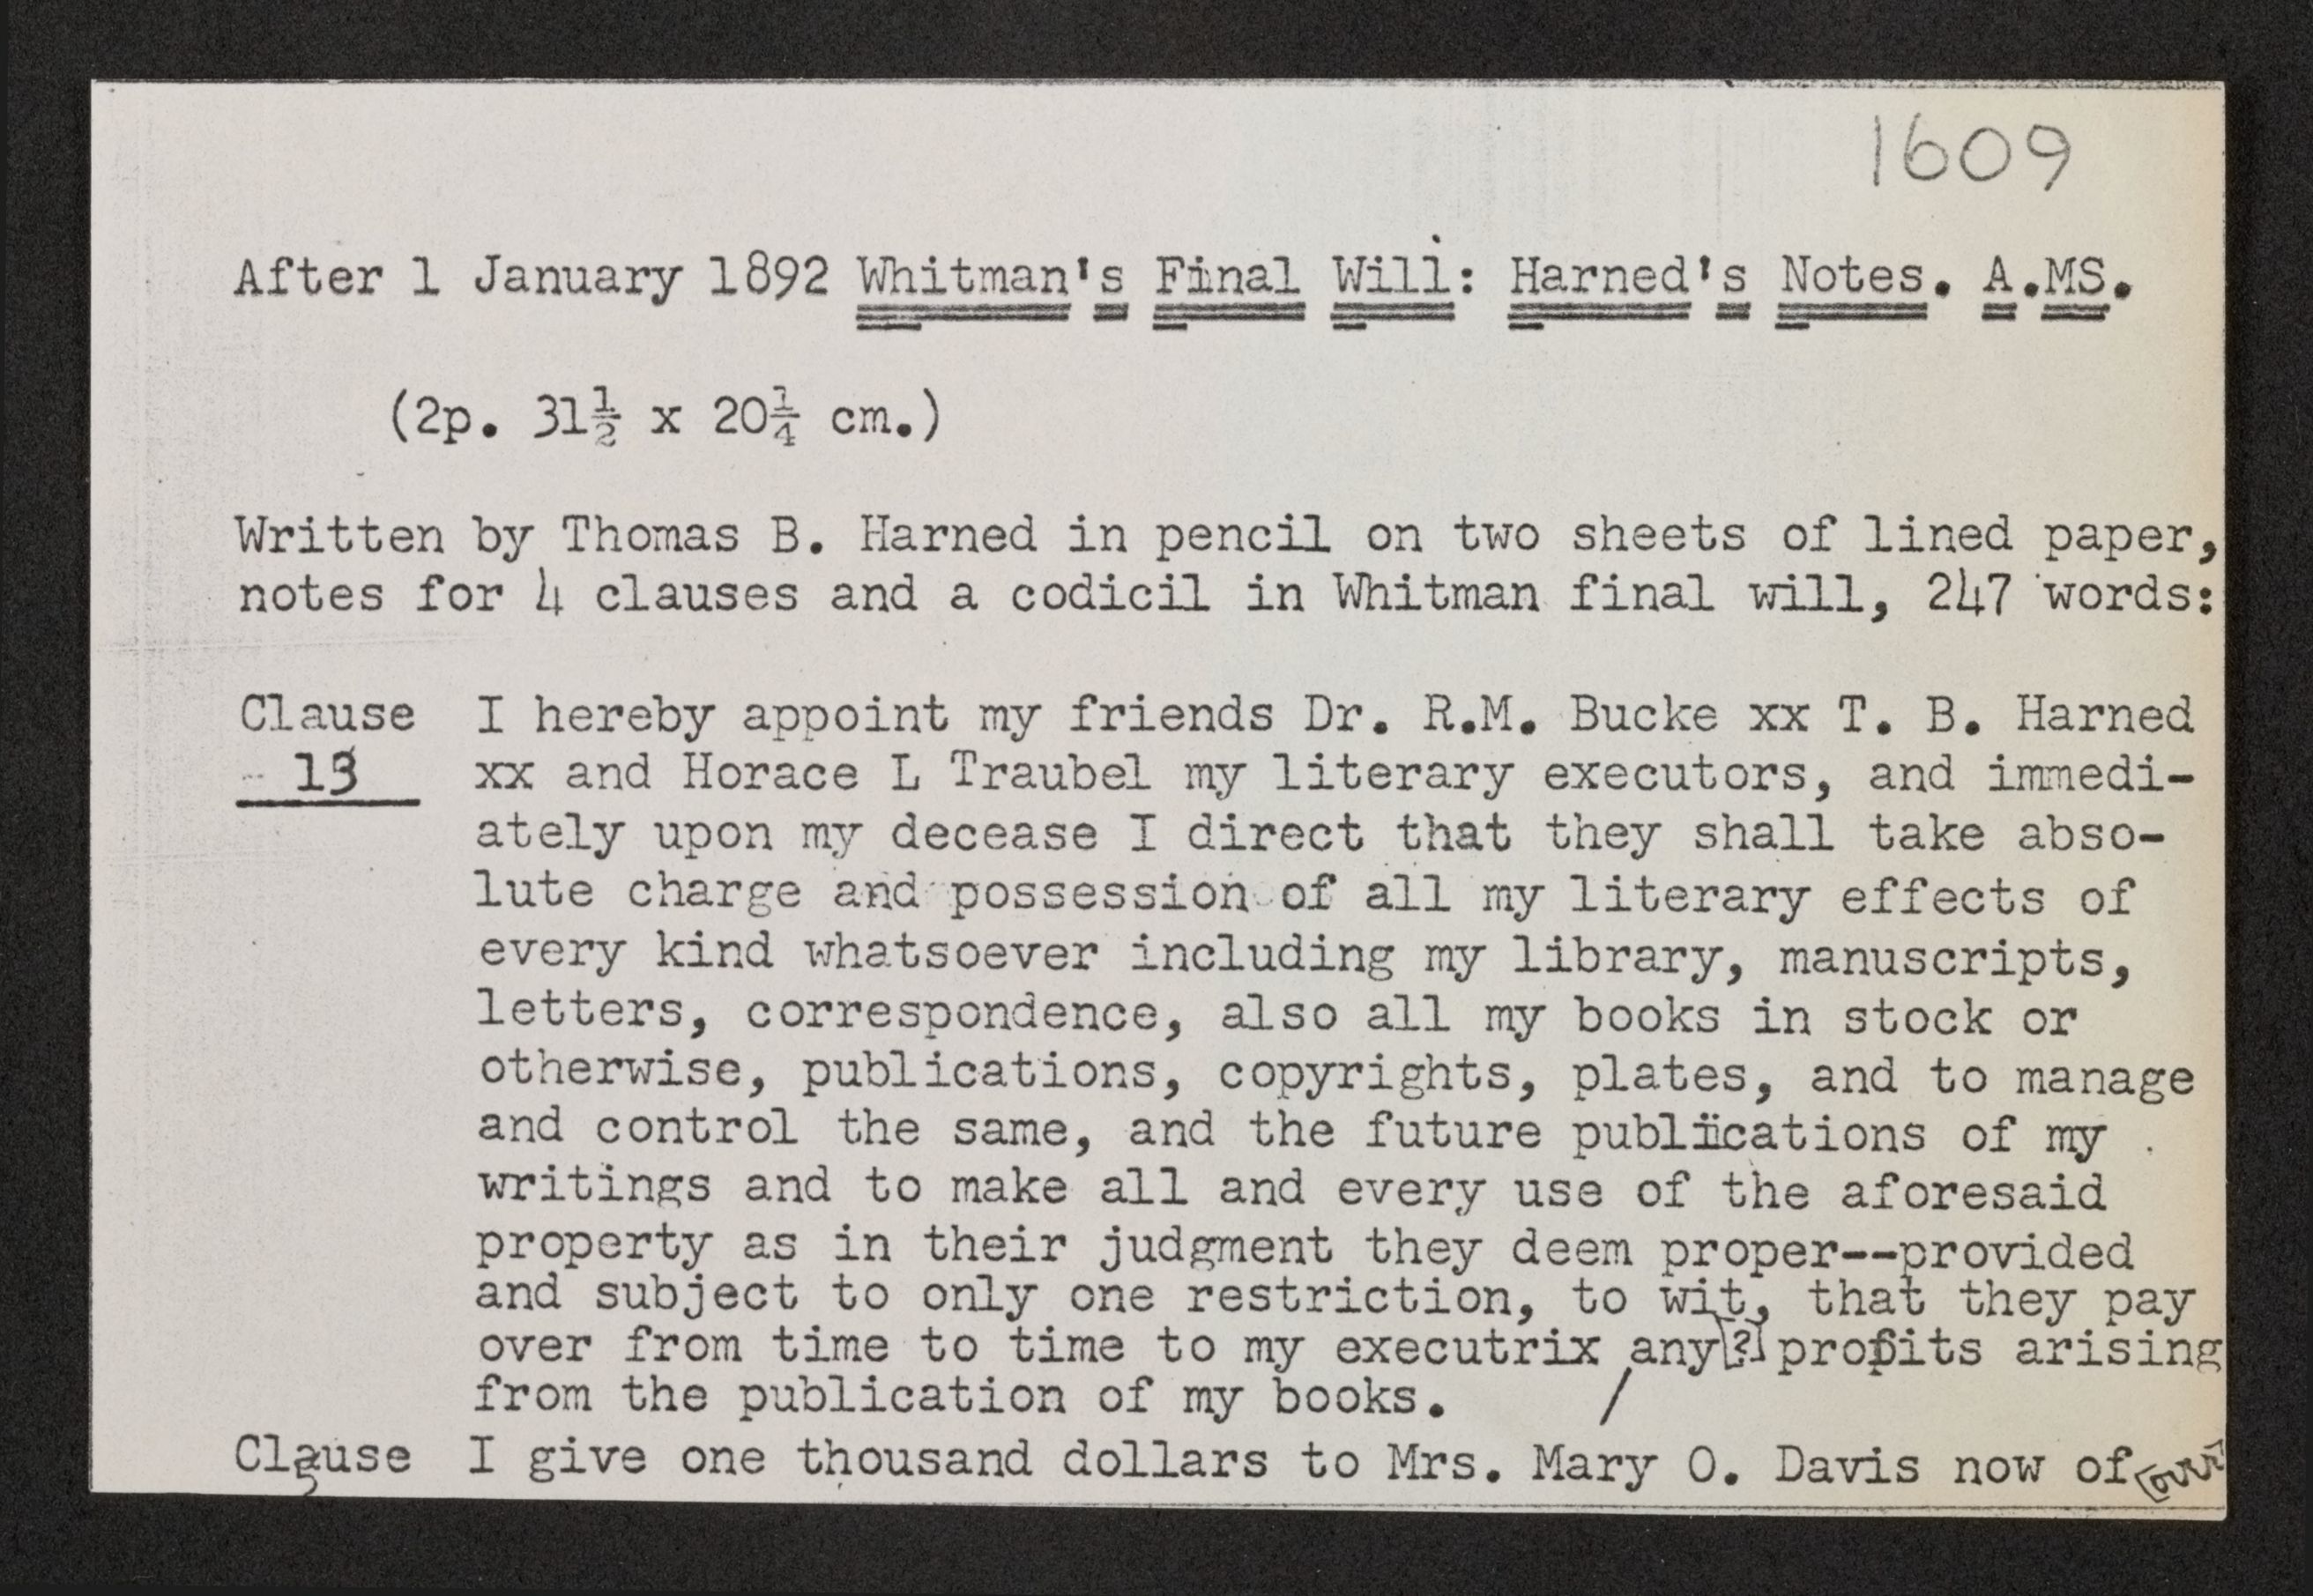 1609
After 1 January 1892 Whitman's Final Will: Harned's Notes. A.MS.
(2p. 31½ x 20¼ cm.)
Written by Thomas B. Harned in pencil on two sheets of lined paper,
notes for 4 clauses and a codicil in Whitman final will, 247 words:
Clause I hereby appoint my friends Dr. R.M. Bucke xx T. B. Harned
13 xx and Horace L Traubel my literary executors, and immedi-
ately upon my decease I direct that they shall take abso-
lute charge and possession of all my literary effects of
every kind whatsoever including my library, manuscripts,
letters, correspondence, also all my books in stock or
otherwise, publications, copyrights, plates, and to manage
and control the same, and the future publiications of my
writings and to make all and every use of the aforesaid
property as in their judgment they deem proper--provided
and subject to only one restriction, to wit, that they pay
over from time to time to my executrix any[?] profits arising
from the publication of my books. /
Clause I give one thousand dollars to Mrs. Mary O. Davis now of [over]
3